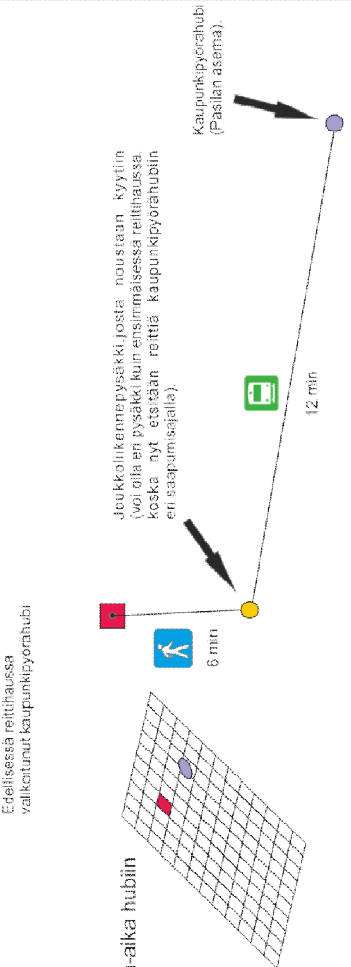 Edellisessä reittihaussa
valikoitunut kaupunkipyörähubi
Joukkoliikennepysäkki, josta noustaan kyytiin
(voi olla eri pysäkki kuin ensimmäisessä reittihaussa,
koska nyt etsitään reittiä kaupunkipyörähubiin
eri saapumisajalla).
Kaupunkipyörähubi
(Pasilan asema).
6 min
12 min
-aika hubiin